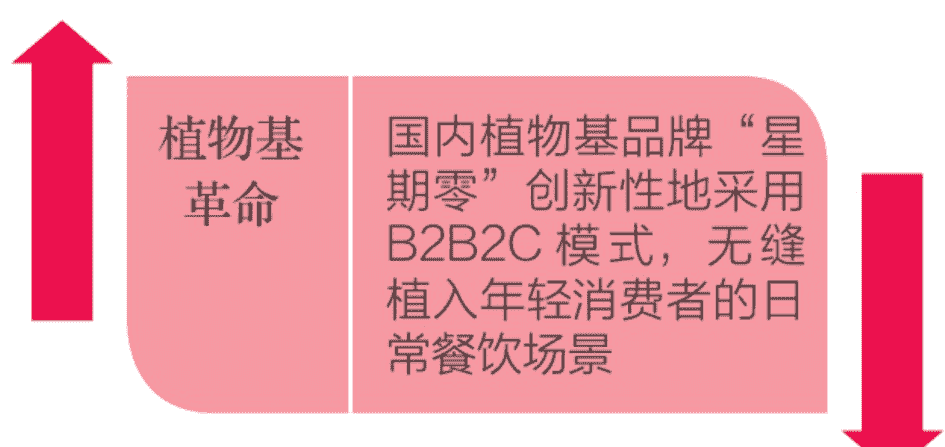 植物基
革命
国内植物基品牌“星
期零”创新性地采用
B2B2C 模式，无缝
植入年轻消费者的日
常餐饮场景